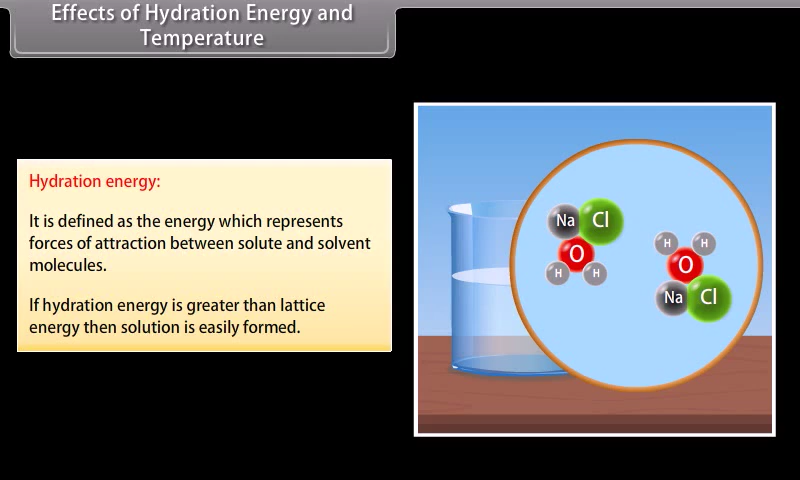 Effects of Hydration Energy and
Temperature
Hydration energy:
It is defined as the energy which represents
forces of attraction between solute and solvent
molecules.
If hydration energy is greater than lattice
energy then solution is easily formed.
Na Cl
O
H H
H H
O
Na Cl